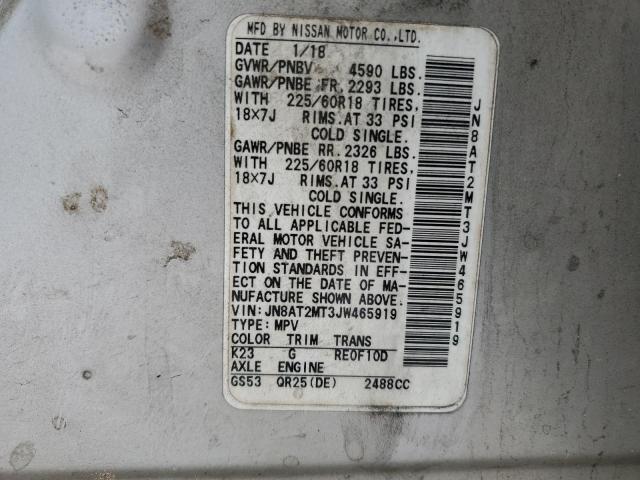 MFD BY NISSAN MOTOR CO.,LTD.
DATE 1/18
GVWR/PNBV 4590 LBS.
GAWR/PNBE FR.2293 LBS.
WITH 225/60R18 TIRES,
18×7J RIMS.AT 33 PSI
COLD SINGLE.
GAWR/PNBE RR.2326 LBS.
WITH 225/60R18 TIRES,
18×7J RIMS.AT 33 PSI
COLD SINGLE.
THIS VEHICLE CONFORMS
TO ALL APPLICABLE FED-
ERAL MOTOR VEHICLE SA-
FETY AND THEFT PREVEN-
TION STANDARDS IN EFF-
ECT ON THE DATE OF MA-
NUFACTURE SHOWN ABOVE.
VIN:JN8AT2MT3JW465919
TYPE:MPV
COLOR TRIM TRANS
K23 G RE0F10D
AXLE ENGINE
GS53 QR25(DE) 2488CC
JN8AT2MT3JW465919